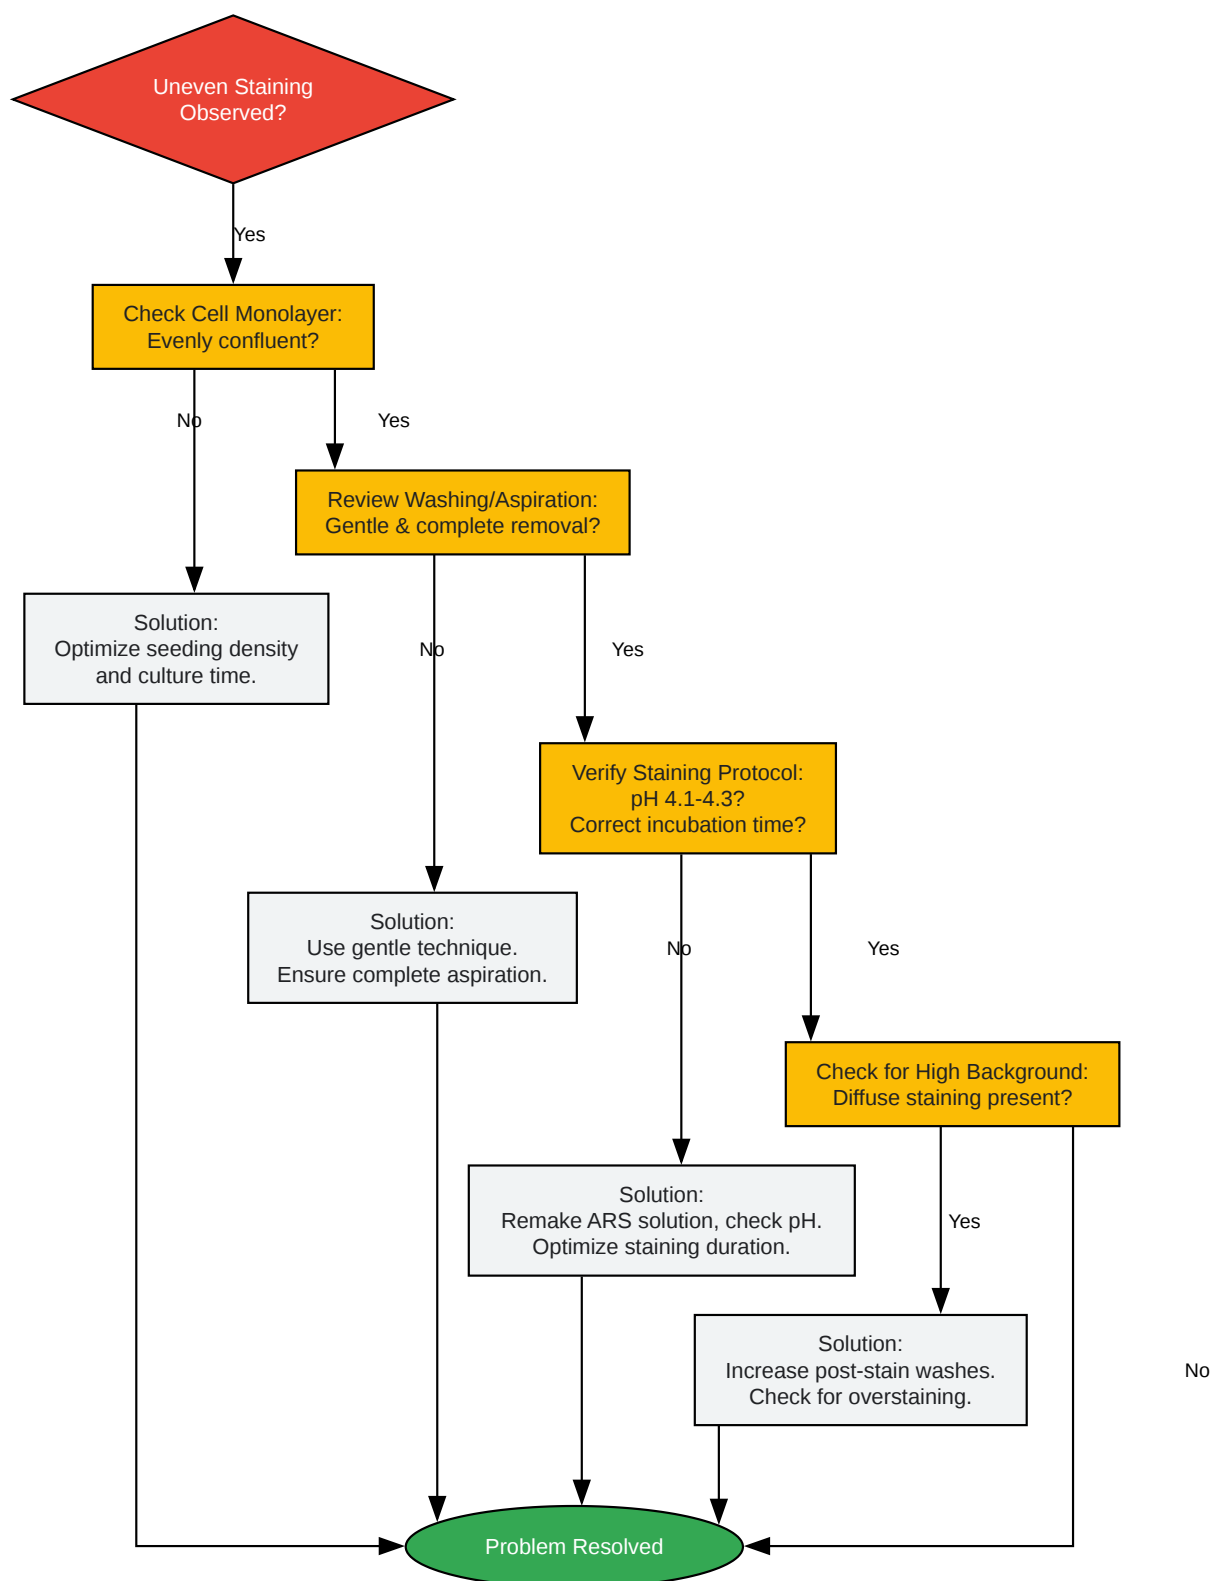 Uneven Staining
Observed?
Yes
Check Cell Monolayer:
Evenly confluent?
No
Yes
Review Washing/Aspiration:
Gentle & complete removal?
Solution:
Optimize seeding density
and culture time.
No
Yes
Verify Staining Protocol:
pH 4.1-4.3?
Correct incubation time?
Solution:
Use gentle technique.
Ensure complete aspiration.
No
Yes
Check for High Background:
Diffuse staining present?
Solution:
Remake ARS solution, check pH.
Optimize staining duration.
Yes
Solution:
Increase post-stain washes.
Check for overstaining.
No
Problem Resolved